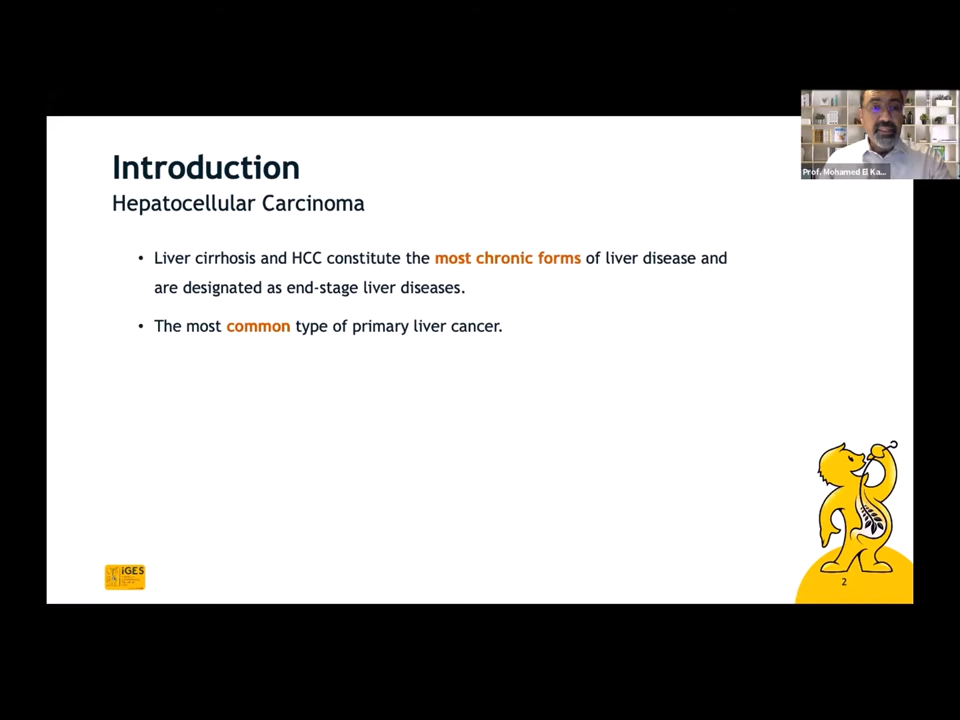 Introduction
Hepatocellular Carcinoma
• Liver cirrhosis and HCC constitute the most chronic forms of liver disease and
are designated as end-stage liver diseases.
• The most common type of primary liver cancer.
Prof. Mohamed El Ka...
iGES
2